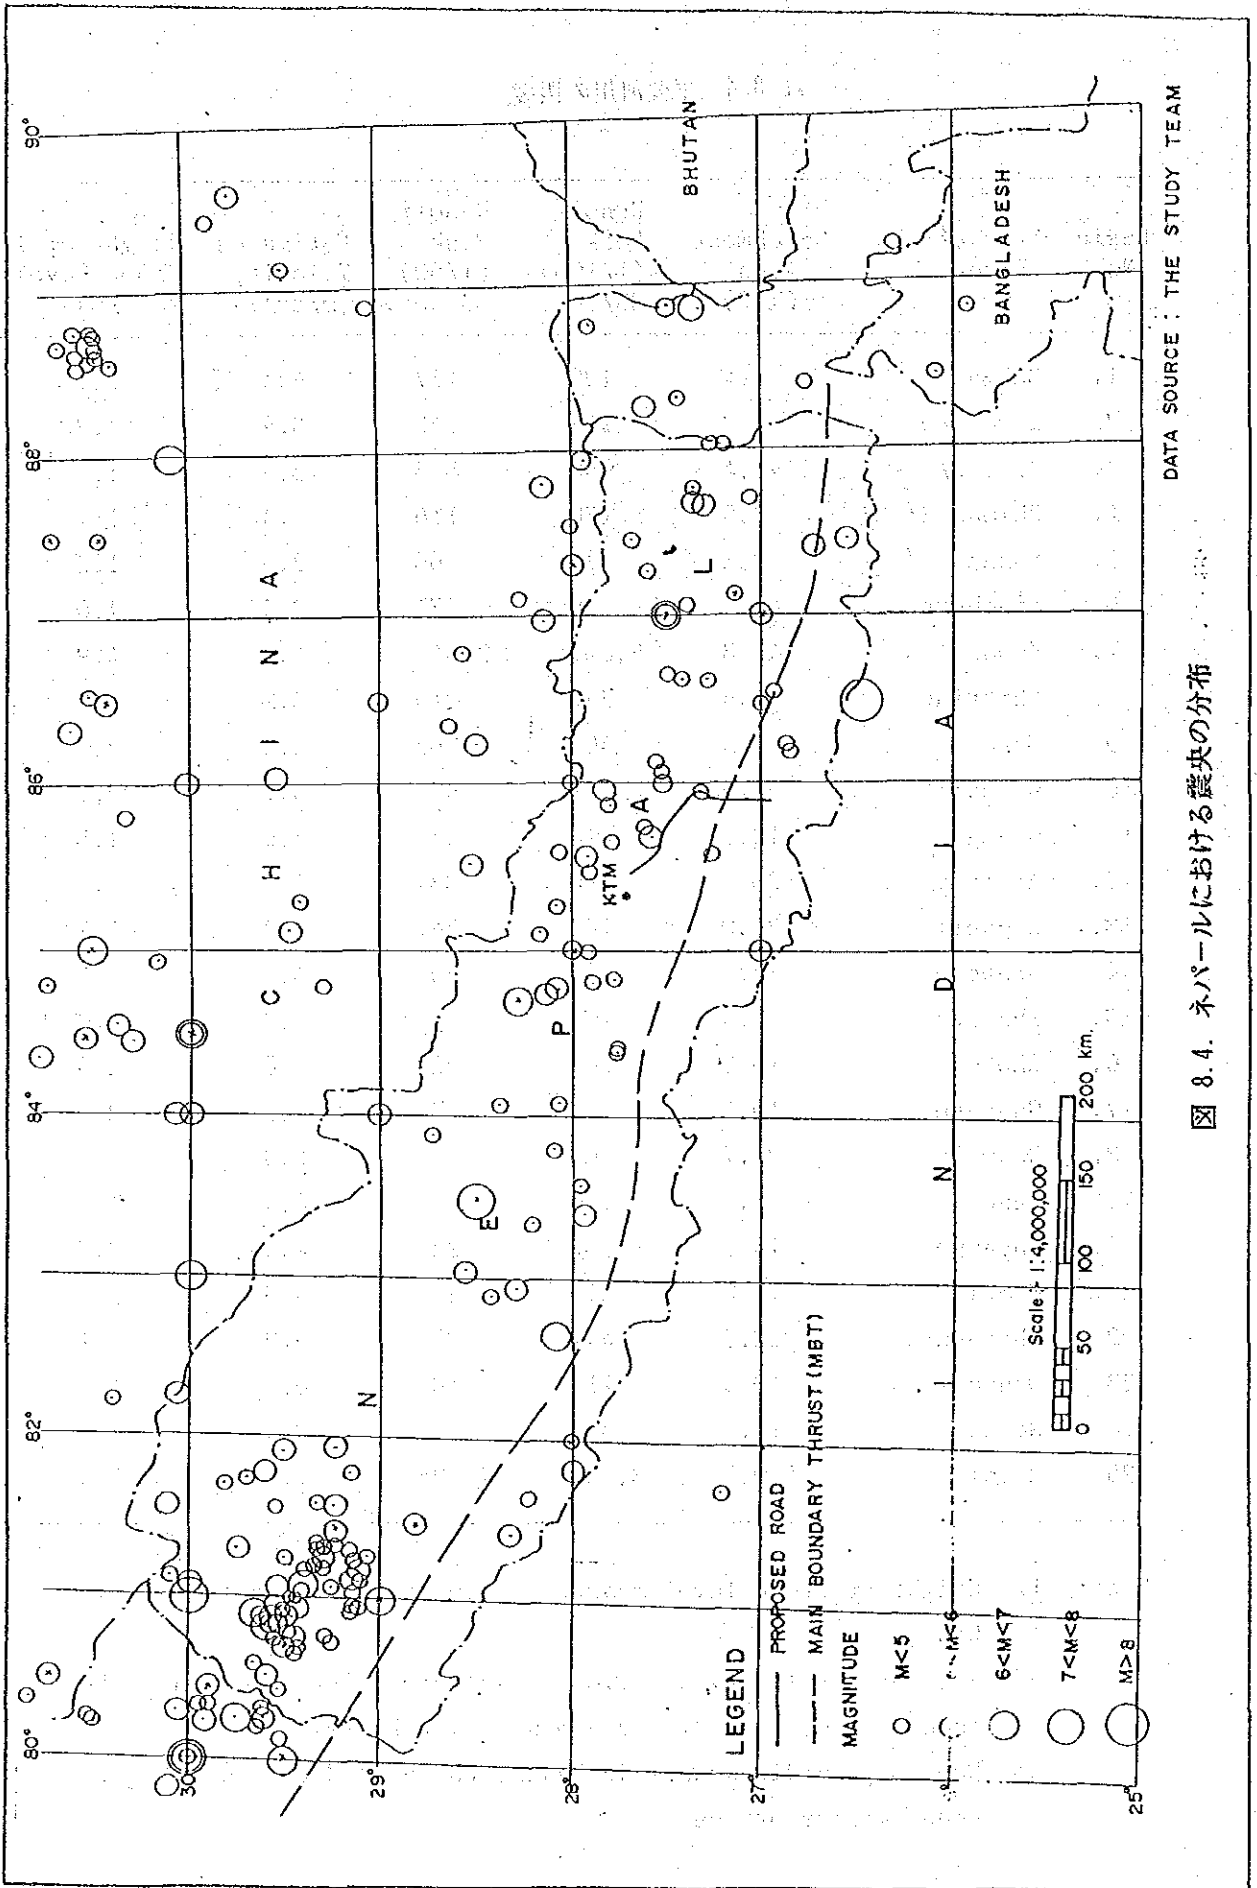 80°
82°
84°
86°
88°
90°
30°
29°
28°
27°
25°
C H I N A
N E P A L
I N D I A
KTM
BHUTAN
BANGLADESH
LEGEND
PROPOSED ROAD
MAIN BOUNDARY THRUST (MBT)
MAGNITUDE
M<5
M<6
6<M<7
7<M<8
M>8
Scale 1:4,000,000
0 50 100 150 200 km.
DATA SOURCE : THE STUDY TEAM
図 8.4. ネパールにおける震央の分布